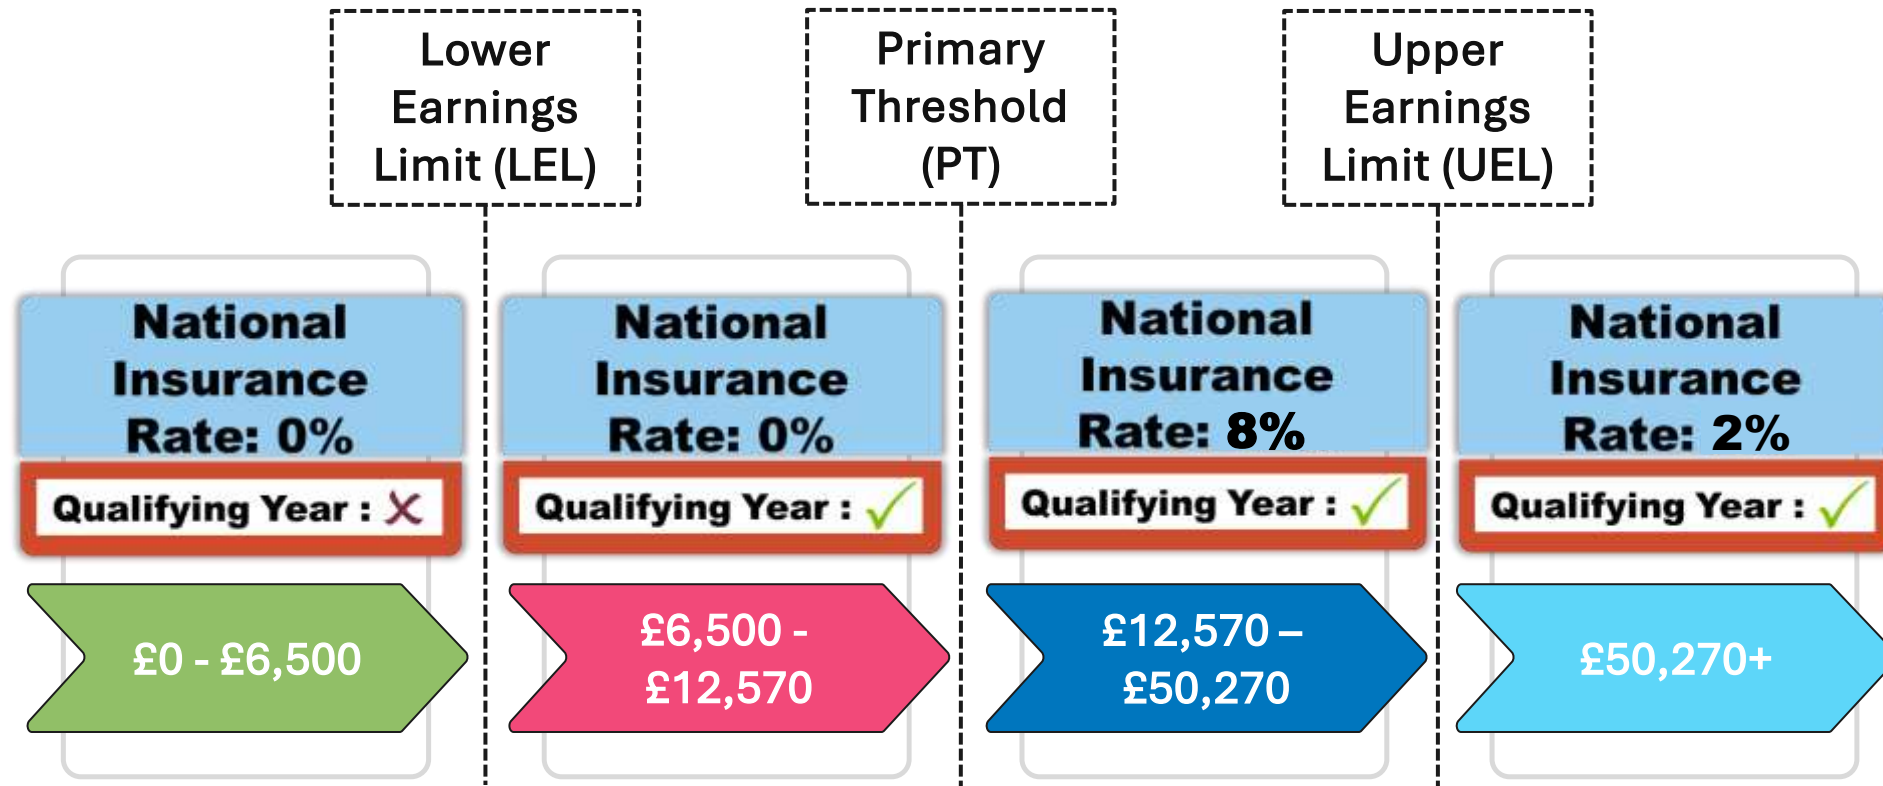 Lower
Earnings
Limit (LEL)
Primary
Threshold
(PT)
Upper
Earnings
Limit (UEL)
National
Insurance
Rate: 0%
Qualifying Year : ✗
£0 - £6,500
National
Insurance
Rate: 0%
Qualifying Year : ✓
£6,500 -
£12,570
National
Insurance
Rate: 8%
Qualifying Year : ✓
£12,570 –
£50,270
National
Insurance
Rate: 2%
Qualifying Year : ✓
£50,270+